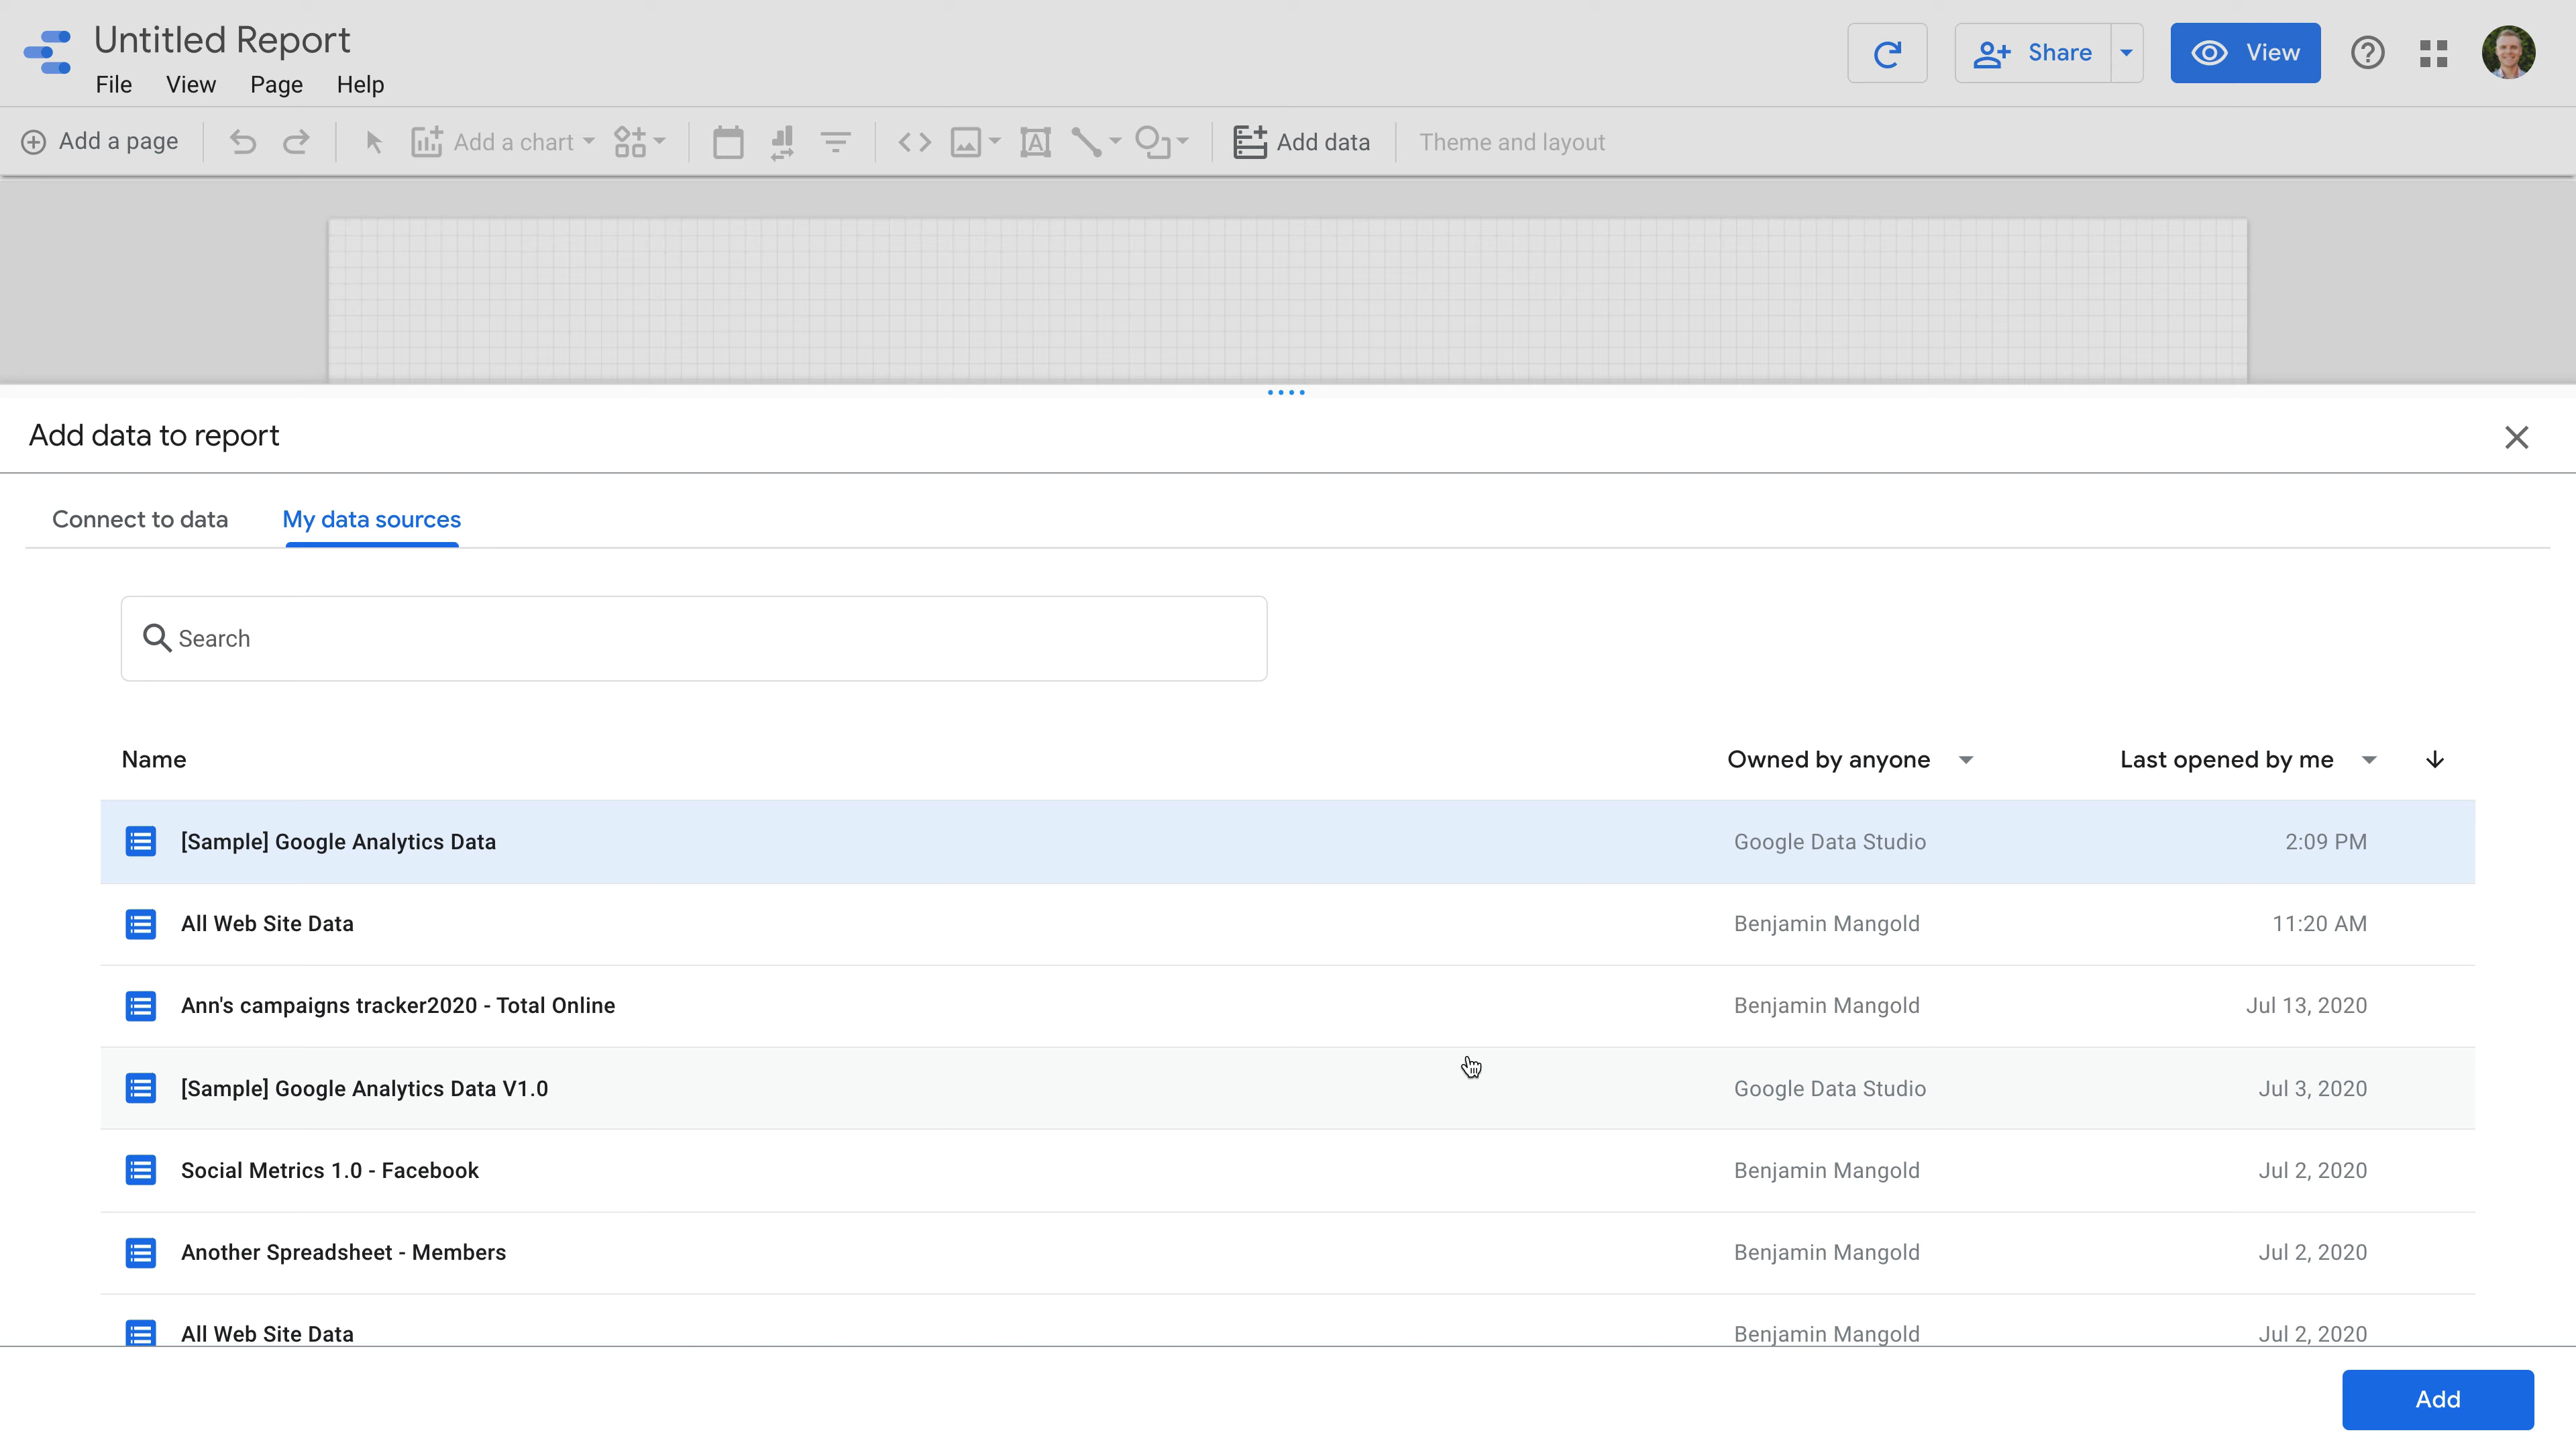 Untitled Report
File View Page Help
Share View
Add a page Add a chart Add data Theme and layout
Add data to report
Connect to data My data sources
Search
Name Owned by anyone Last opened by me
[Sample] Google Analytics Data Google Data Studio 2:09 PM
All Web Site Data Benjamin Mangold 11:20 AM
Ann's campaigns tracker2020 - Total Online Benjamin Mangold Jul 13, 2020
[Sample] Google Analytics Data V1.0 Google Data Studio Jul 3, 2020
Social Metrics 1.0 - Facebook Benjamin Mangold Jul 2, 2020
Another Spreadsheet - Members Benjamin Mangold Jul 2, 2020
All Web Site Data Benjamin Mangold Jul 2, 2020
Add